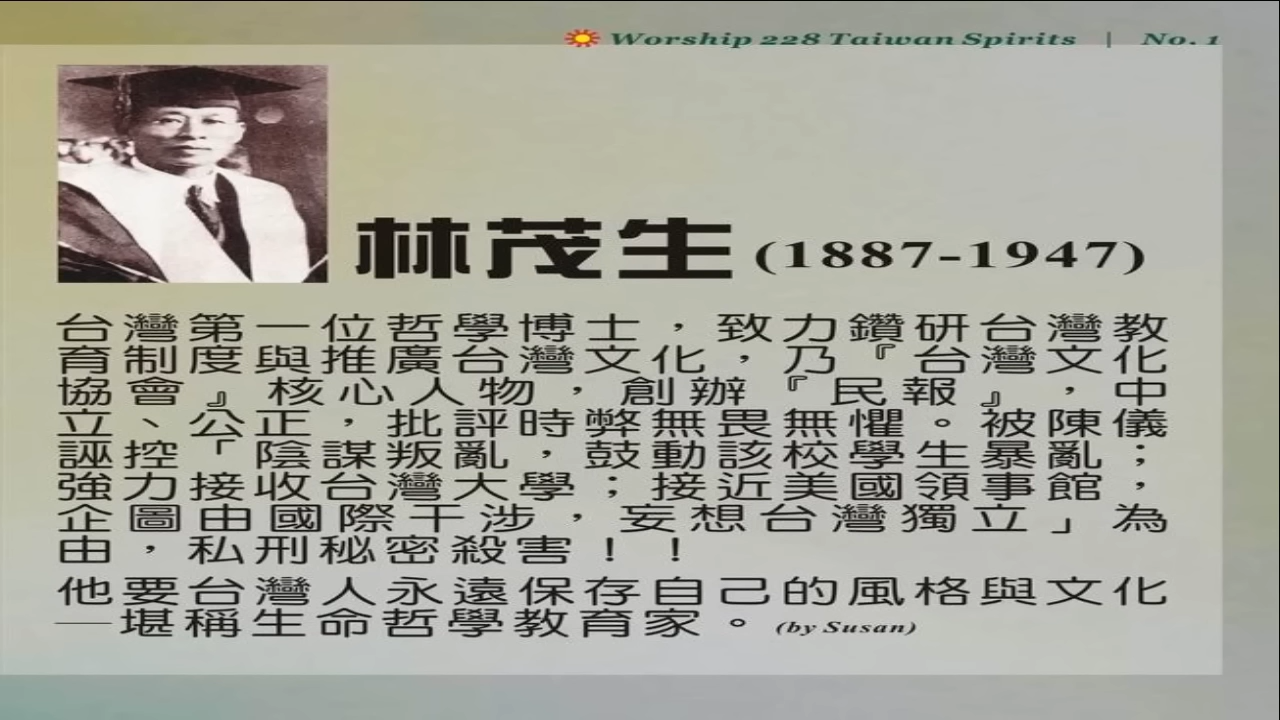 Worship 228 Taiwan Spirits | No. 1
林茂生 (1887-1947)
台灣第一位哲學博士，致力鑽研台灣教
育制度與推廣台灣文化，乃『台灣文化
協會』核心人物，創辦『民報』，中
立、公正，批評時弊無畏無懼。被陳儀
誣控「陰謀叛亂，鼓動該校學生暴亂；
強力接收台灣大學；接近美國領事館，
企圖由國際干涉，妄想台灣獨立」為
由，私刑秘密殺害！！
他要台灣人永遠保存自己的風格與文化
—堪稱生命哲學教育家。(by Susan)